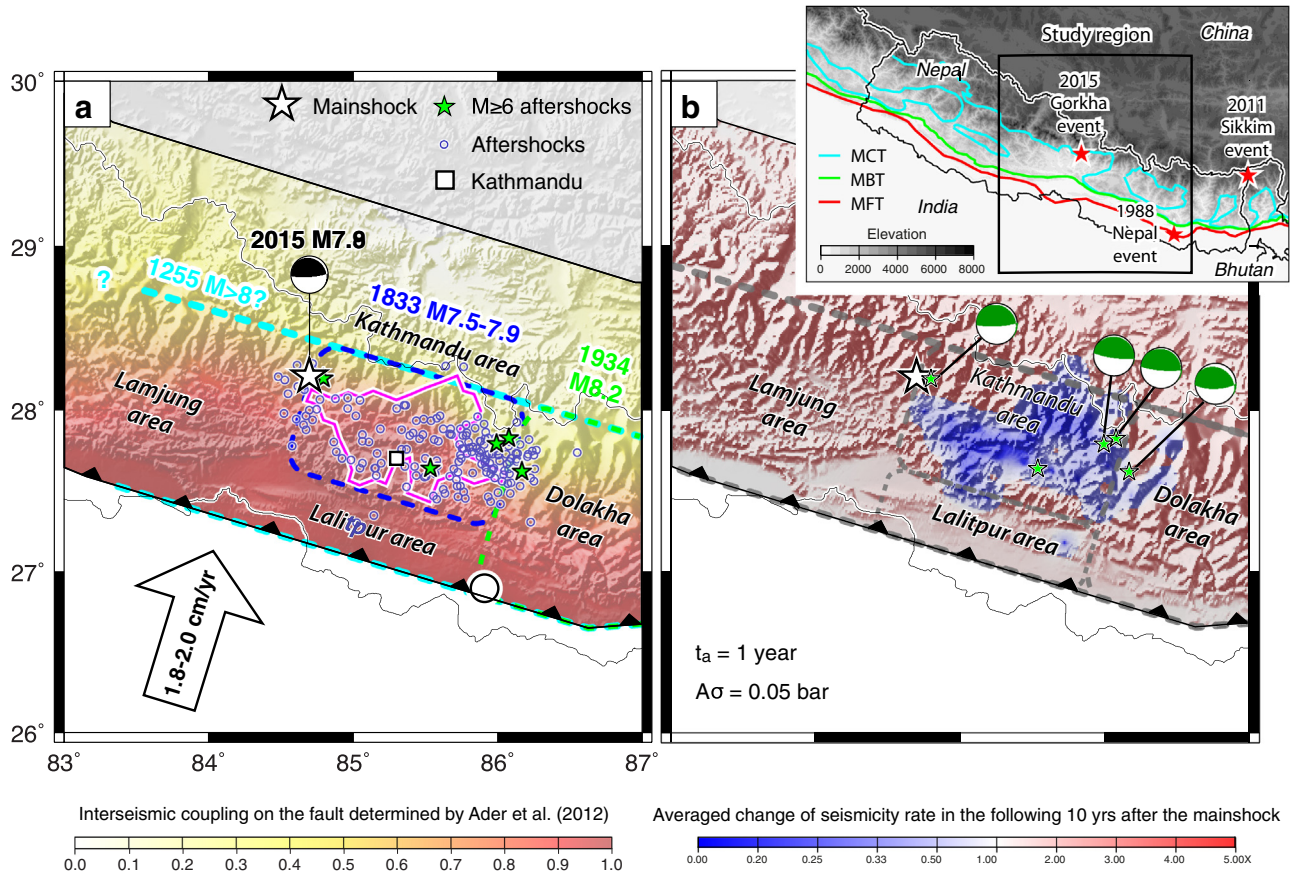 a
Mainshock
M≥6 aftershocks
Aftershocks
Kathmandu
2015 M7.8
?
1255 M>8?
1833 M7.5-7.9
Kathmandu area
1934
M8.2
Lamjung
area
Lalitpur area
Dolakha
area
1.8-2.0 cm/yr
30°
29°
28°
27°
26°
83°
84°
85°
86°
87°
Interseismic coupling on the fault determined by Ader et al. (2012)
0.0 0.1 0.2 0.3 0.4 0.5 0.6 0.7 0.8 0.9 1.0
b
Study region
China
Nepal
2015
Gorkha
event
2011
Sikkim
event
MCT
MBT
MFT
India
1988
Nepal
event
Bhutan
Elevation
0 2000 4000 6000 8000
Lamjung
area
Kathmandu
area
Lalitpur area
Dolakha
area
ta = 1 year
Aσ = 0.05 bar
Averaged change of seismicity rate in the following 10 yrs after the mainshock
0.00 0.20 0.25 0.33 0.50 1.00 2.00 3.00 4.00 5.00X